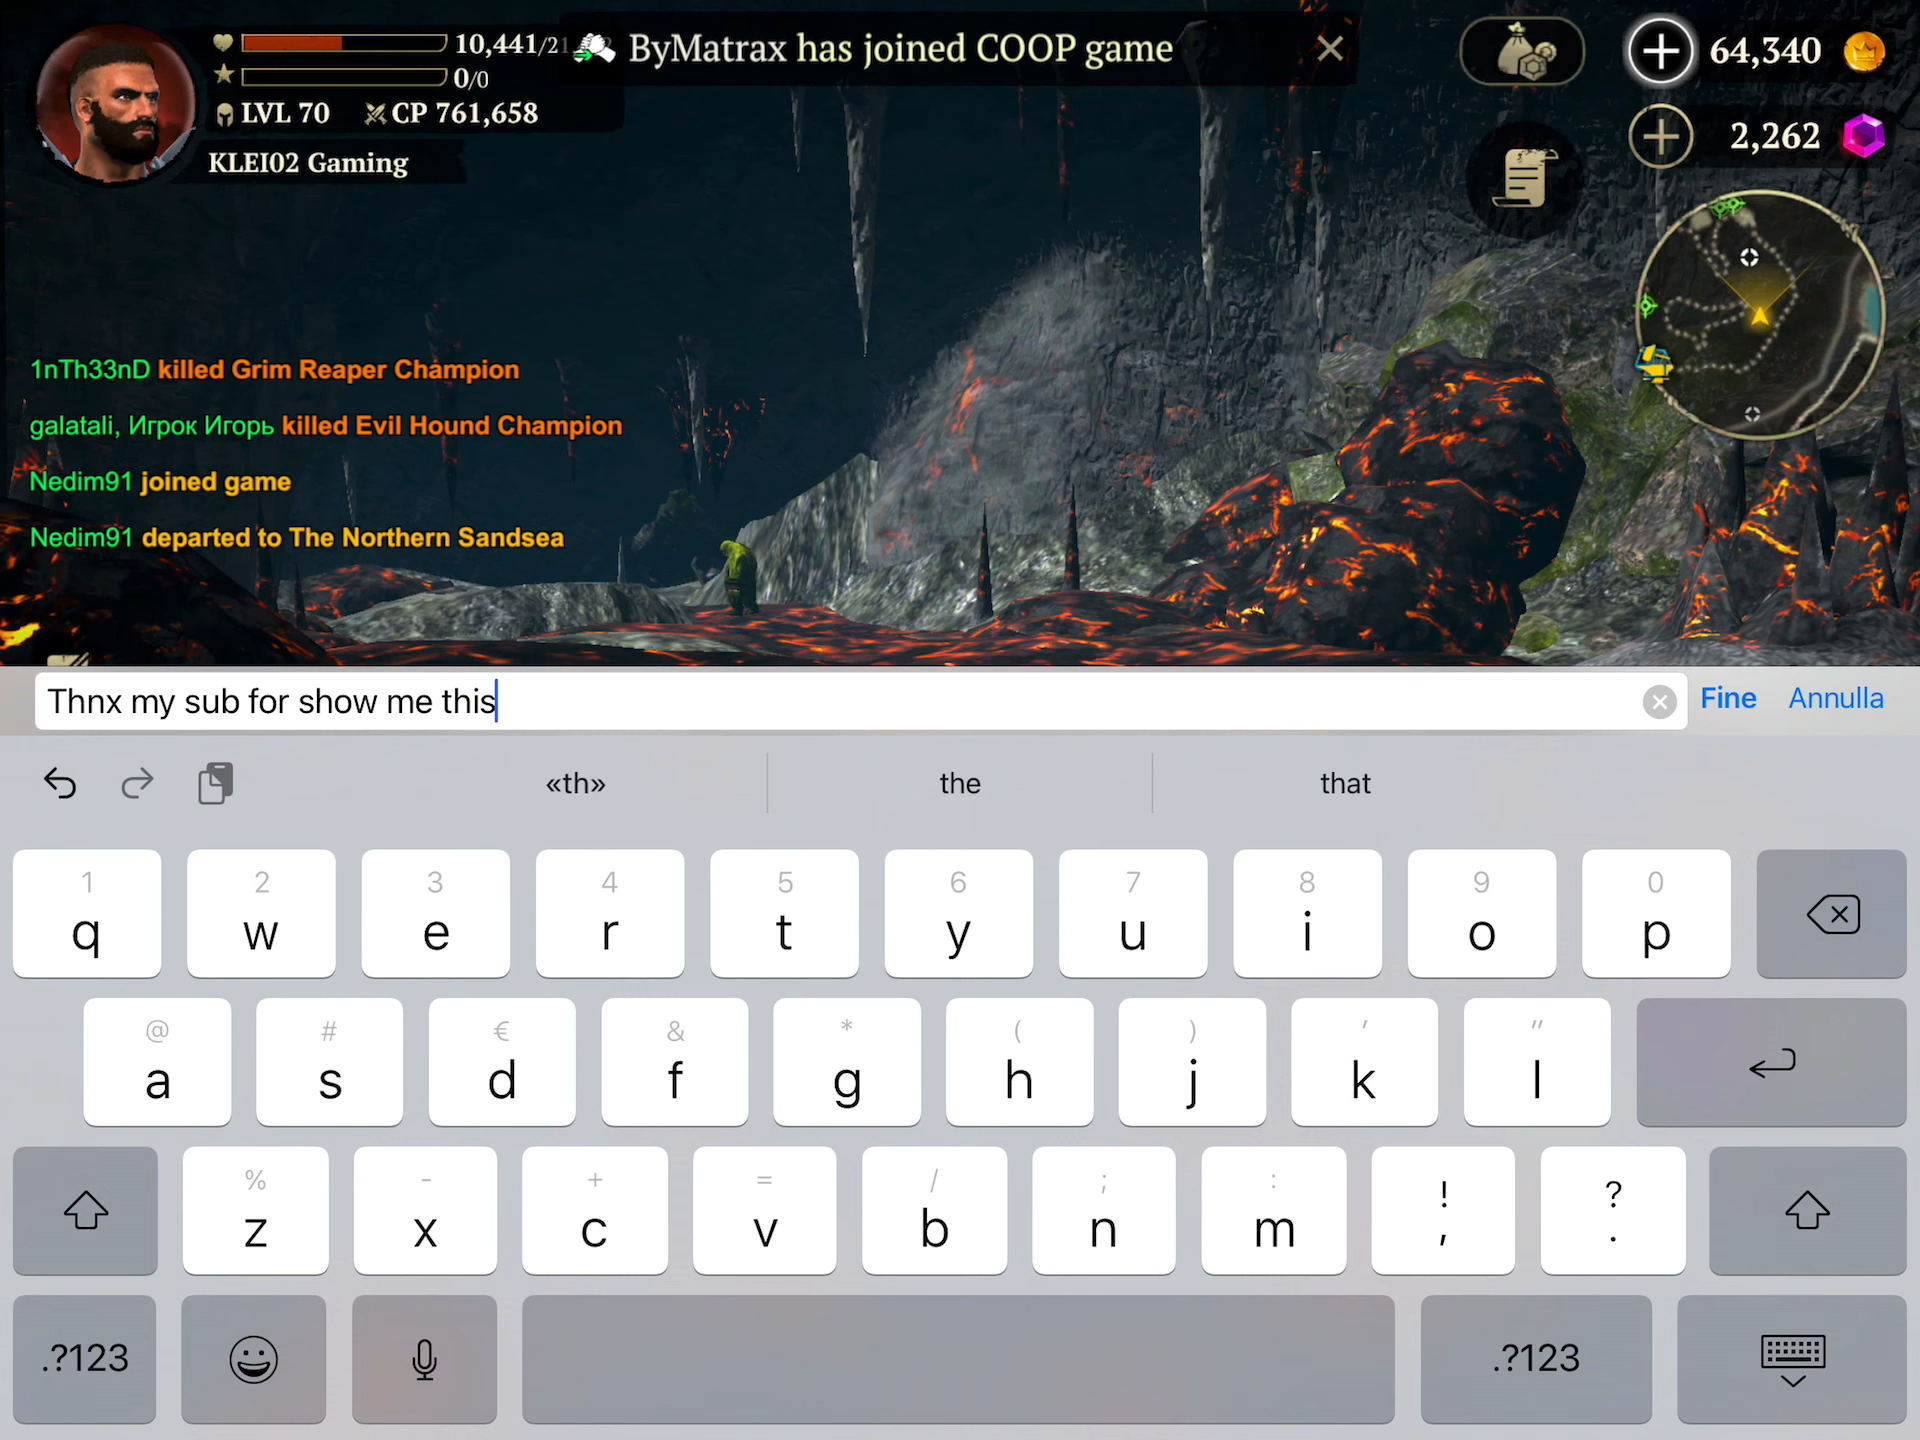 10,441/21
ByMatrax has joined COOP game
64,340
0/0
LVL 70 CP 761,658
2,262
KLEI02 Gaming
1nTh33nD killed Grim Reaper Champion
galatali, Игрок Игорь killed Evil Hound Champion
Nedim91 joined game
Nedim91 departed to The Northern Sandsea
Thnx my sub for show me this
Fine Annulla
«th» the that
1 2 3 4 5 6 7 8 9 0
q w e r t y u i o p
@ # € & * ( ) ' "
a s d f g h j k l
% - + = / ; : ! ?
z x c v b n m , .
.?123 .?123